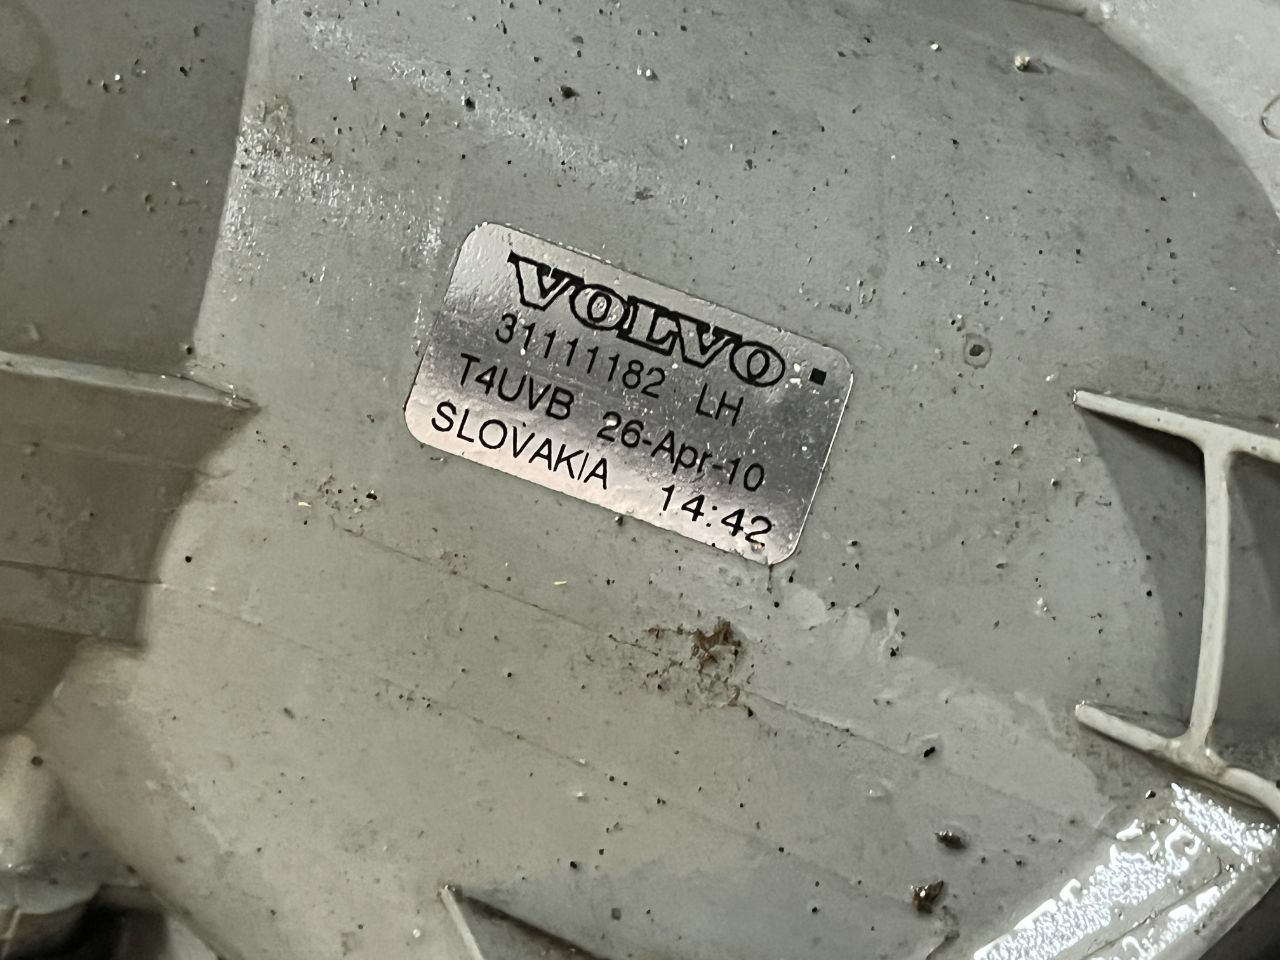 VOLVO
31111182 LH
T4UVB 26-Apr-10
SLOVAKIA 14:42